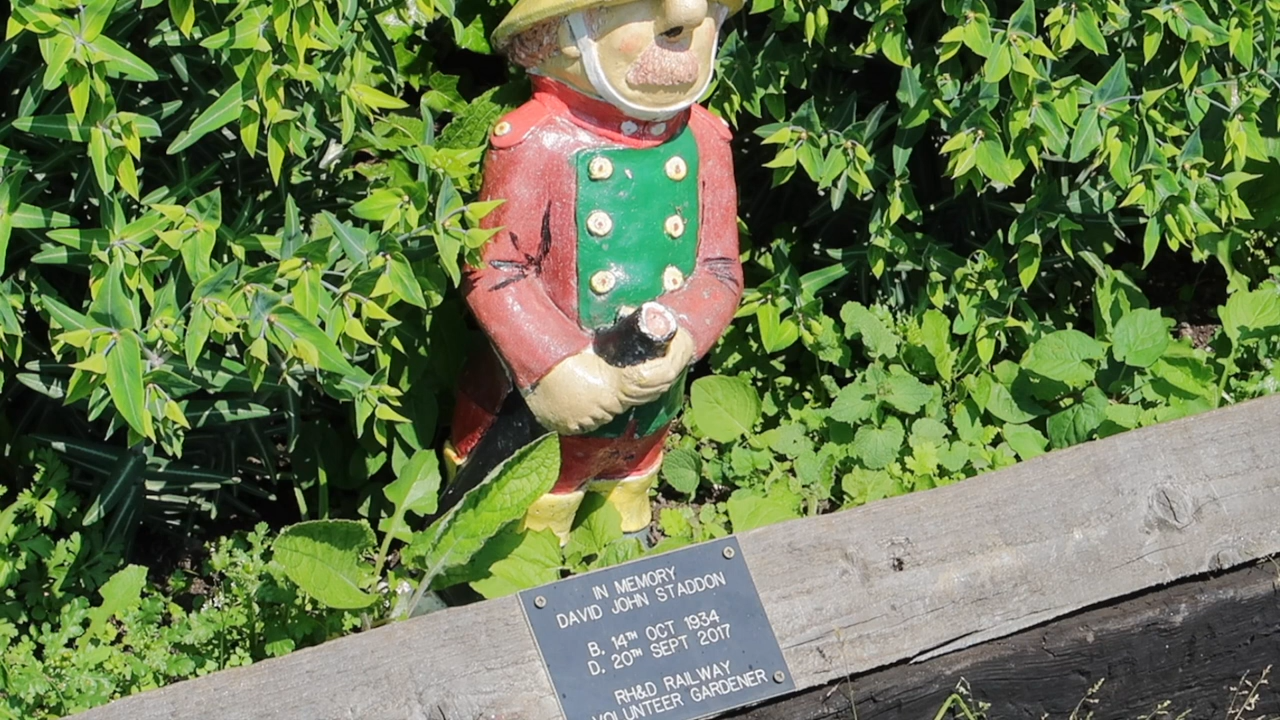 IN MEMORY
DAVID JOHN STADDON
B. 14TH OCT 1934
D. 20TH SEPT 2017
RH&D RAILWAY
VOLUNTEER GARDENER